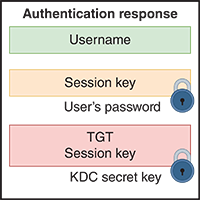 Authentication response
Username
Session key
User's password
TGT
Session key
KDC secret key